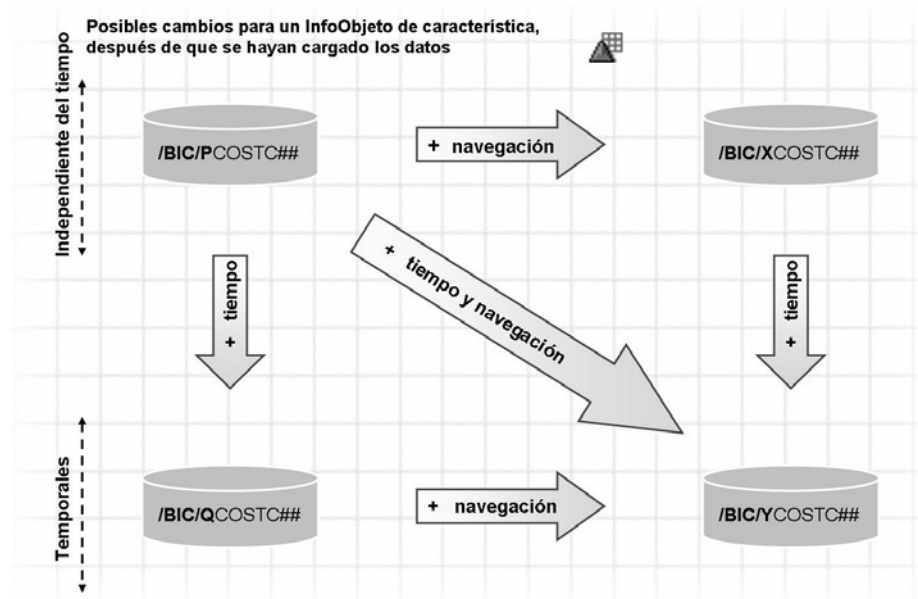 Posibles cambios para un InfoObjeto de característica,
después de que se hayan cargado los datos
Independiente del tiempo
/BIC/PCOSTC##
+ navegación
/BIC/XCOSTC##
+ tiempo
+ tiempo y navegación
+ tiempo
Temporales
/BIC/QCOSTC##
+ navegación
/BIC/YCOSTC##